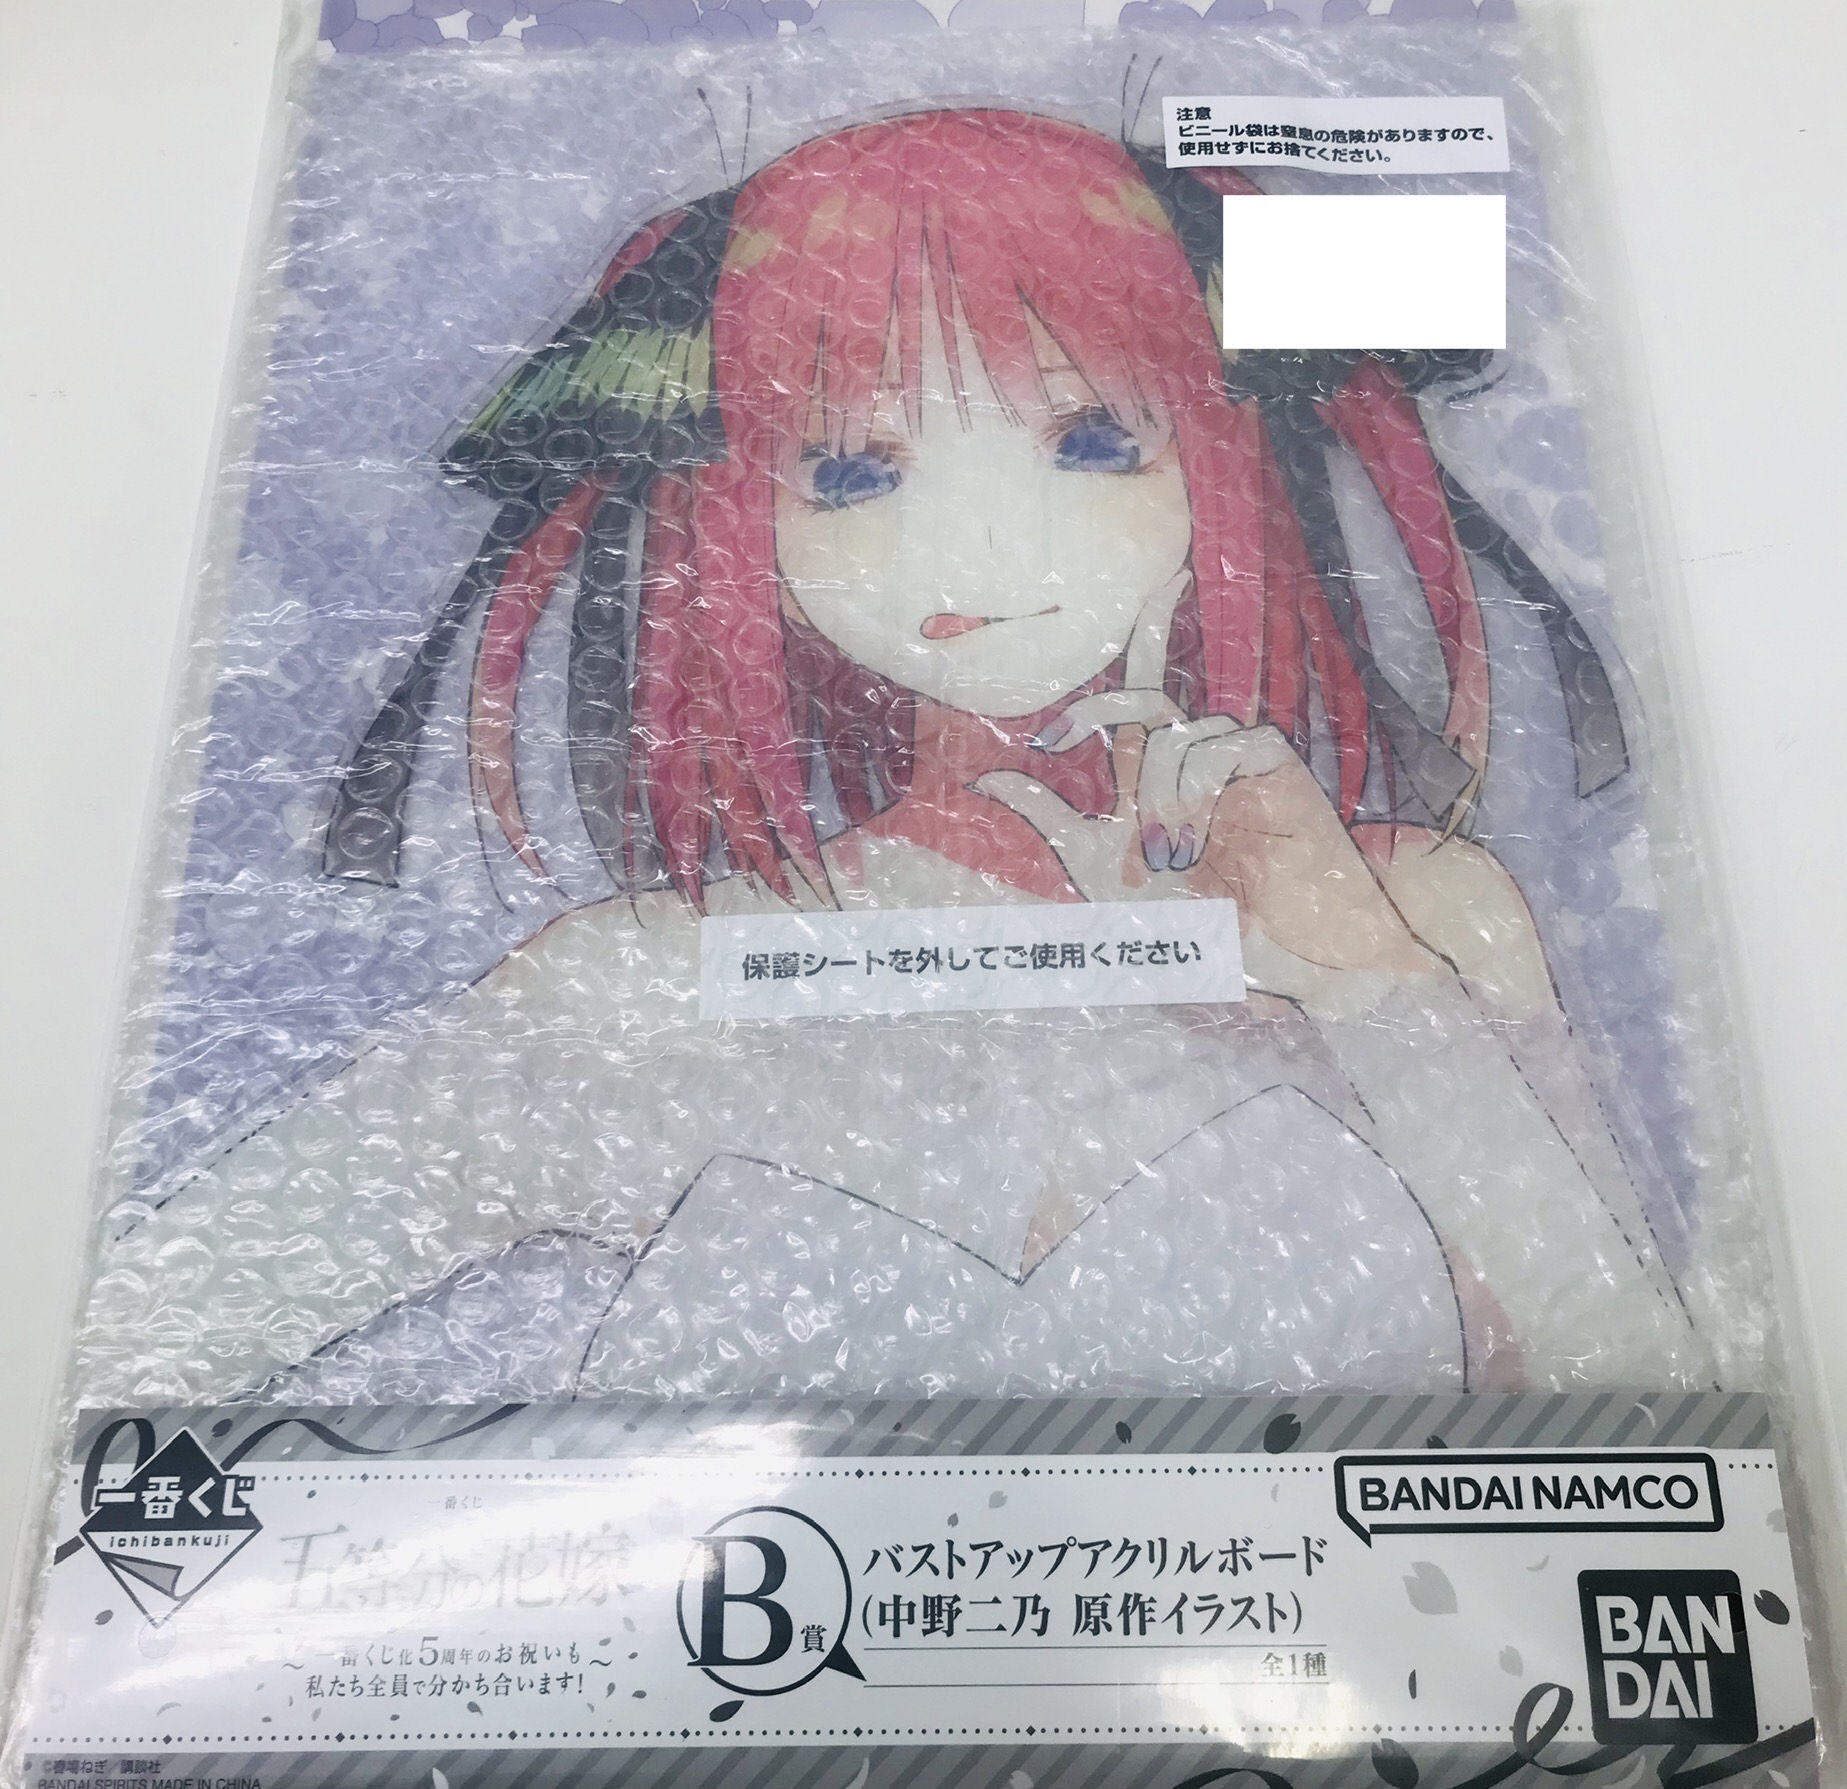 注意
ビニール袋は窒息の危険がありますので、
使用せずにお捨てください。
保護シートを外してご使用ください
一番くじ
ichibankuji
一番くじ
五等分の花嫁
～一番くじ化5周年のお祝いも～
私たち全員で分かち合います!
B賞
バストアップアクリルボード
(中野二乃 原作イラスト)
全1種
BANDAI NAMCO
BAN
DAI
©春場ねぎ/講談社
BANDAI SPIRITS MADE IN CHINA